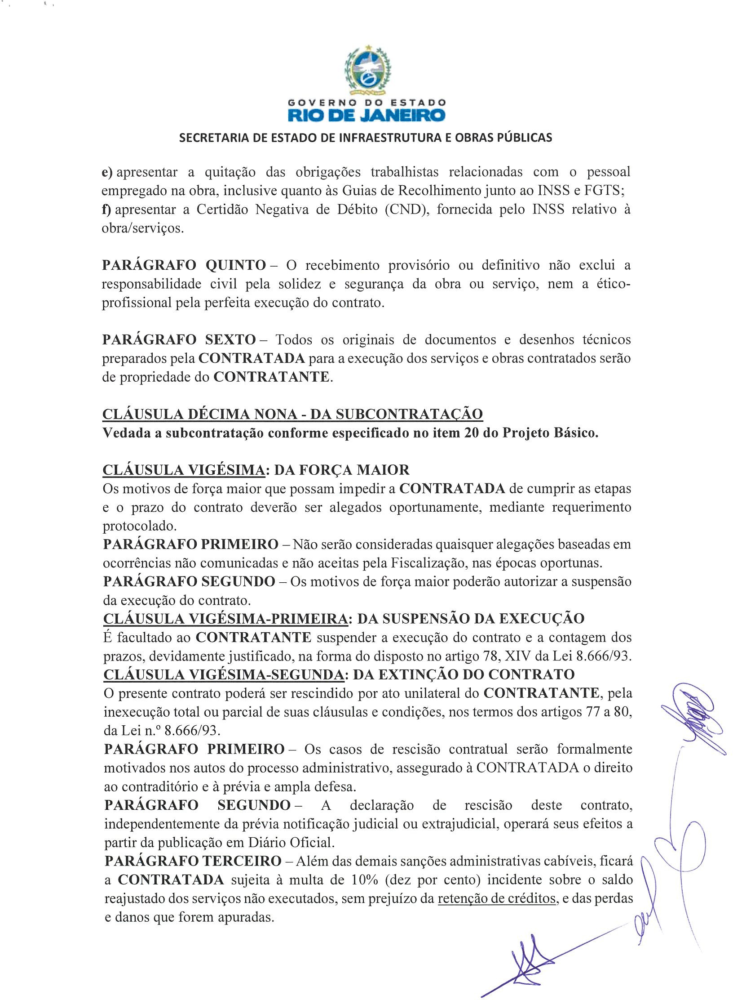 GOVERNO DO ESTADO
RIO DE JANEIRO
SECRETARIA DE ESTADO DE INFRAESTRUTURA E OBRAS PÚBLICAS
e) apresentar a quitação das obrigações trabalhistas relacionadas com o pessoal
empregado na obra, inclusive quanto às Guias de Recolhimento junto ao INSS e FGTS;
f) apresentar a Certidão Negativa de Débito (CND), fornecida pelo INSS relativo à
obra/serviços.
PARÁGRAFO QUINTO – O recebimento provisório ou definitivo não exclui a
responsabilidade civil pela solidez e segurança da obra ou serviço, nem a ético-
profissional pela perfeita execução do contrato.
PARÁGRAFO SEXTO – Todos os originais de documentos e desenhos técnicos
preparados pela CONTRATADA para a execução dos serviços e obras contratados serão
de propriedade do CONTRATANTE.
CLÁUSULA DÉCIMA NONA - DA SUBCONTRATAÇÃO
Vedada a subcontratação conforme especificado no item 20 do Projeto Básico.
CLÁUSULA VIGÉSIMA: DA FORÇA MAIOR
Os motivos de força maior que possam impedir a CONTRATADA de cumprir as etapas
e o prazo do contrato deverão ser alegados oportunamente, mediante requerimento
protocolado.
PARÁGRAFO PRIMEIRO – Não serão consideradas quaisquer alegações baseadas em
ocorrências não comunicadas e não aceitas pela Fiscalização, nas épocas oportunas.
PARÁGRAFO SEGUNDO – Os motivos de força maior poderão autorizar a suspensão
da execução do contrato.
CLÁUSULA VIGÉSIMA-PRIMEIRA: DA SUSPENSÃO DA EXECUÇÃO
É facultado ao CONTRATANTE suspender a execução do contrato e a contagem dos
prazos, devidamente justificado, na forma do disposto no artigo 78, XIV da Lei 8.666/93.
CLÁUSULA VIGÉSIMA-SEGUNDA: DA EXTINÇÃO DO CONTRATO
O presente contrato poderá ser rescindido por ato unilateral do CONTRATANTE, pela
inexecução total ou parcial de suas cláusulas e condições, nos termos dos artigos 77 a 80,
da Lei n.º 8.666/93.
PARÁGRAFO PRIMEIRO – Os casos de rescisão contratual serão formalmente
motivados nos autos do processo administrativo, assegurado à CONTRATADA o direito
ao contraditório e à prévia e ampla defesa.
PARÁGRAFO SEGUNDO – A declaração de rescisão deste contrato,
independentemente da prévia notificação judicial ou extrajudicial, operará seus efeitos a
partir da publicação em Diário Oficial.
PARÁGRAFO TERCEIRO – Além das demais sanções administrativas cabíveis, ficará
a CONTRATADA sujeita à multa de 10% (dez por cento) incidente sobre o saldo
reajustado dos serviços não executados, sem prejuízo da retenção de créditos, e das perdas
e danos que forem apuradas.